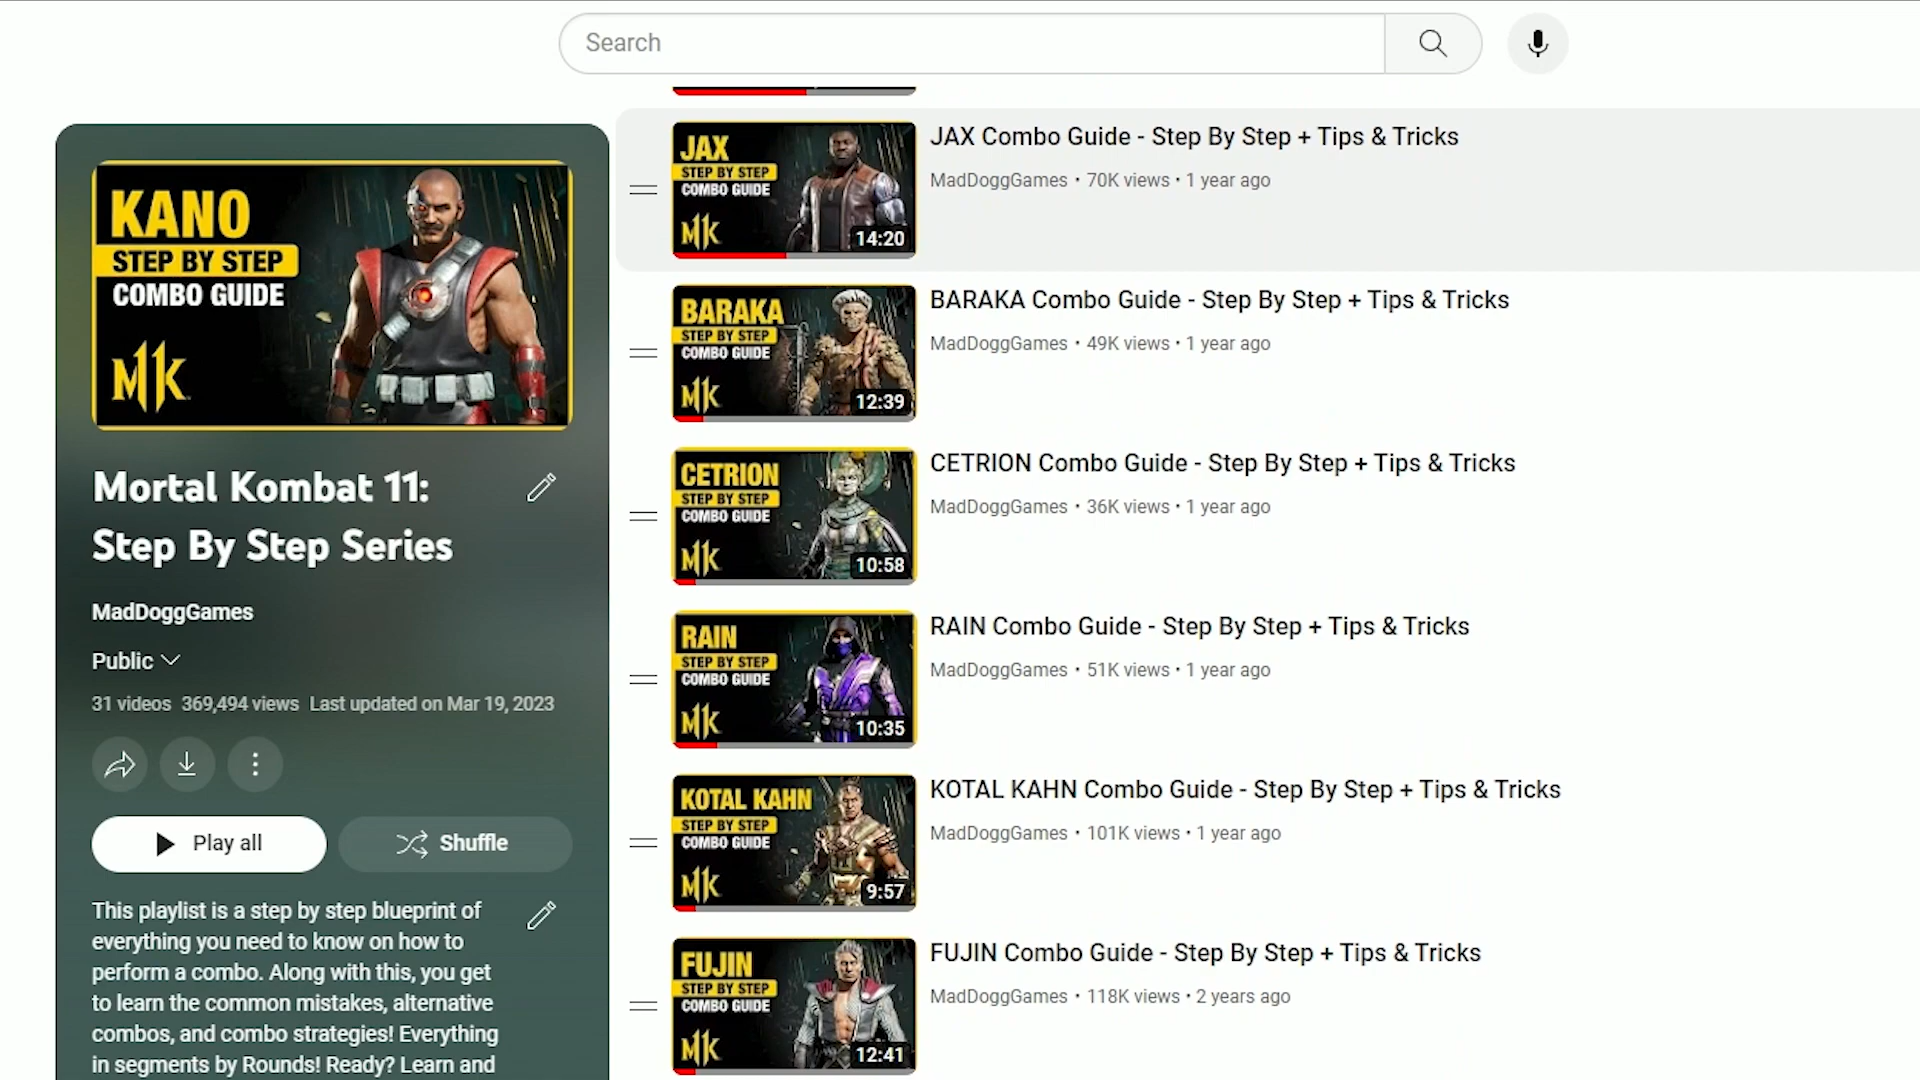 Search
KANO
STEP BY STEP
COMBO GUIDE
MK
Mortal Kombat 11:
Step By Step Series
MadDoggGames
Public
31 videos 369,494 views Last updated on Mar 19, 2023
Play all
Shuffle
This playlist is a step by step blueprint of
everything you need to know on how to
perform a combo. Along with this, you get
to learn the common mistakes, alternative
combos, and combo strategies! Everything
in segments by Rounds! Ready? Learn and
JAX
STEP BY STEP
COMBO GUIDE
MK
14:20
JAX Combo Guide - Step By Step + Tips & Tricks
MadDoggGames • 70K views • 1 year ago
BARAKA
STEP BY STEP
COMBO GUIDE
MK
12:39
BARAKA Combo Guide - Step By Step + Tips & Tricks
MadDoggGames • 49K views • 1 year ago
CETRION
STEP BY STEP
COMBO GUIDE
MK
10:58
CETRION Combo Guide - Step By Step + Tips & Tricks
MadDoggGames • 36K views • 1 year ago
RAIN
STEP BY STEP
COMBO GUIDE
MK
10:35
RAIN Combo Guide - Step By Step + Tips & Tricks
MadDoggGames • 51K views • 1 year ago
KOTAL KAHN
STEP BY STEP
COMBO GUIDE
MK
9:57
KOTAL KAHN Combo Guide - Step By Step + Tips & Tricks
MadDoggGames • 101K views • 1 year ago
FUJIN
STEP BY STEP
COMBO GUIDE
MK
12:41
FUJIN Combo Guide - Step By Step + Tips & Tricks
MadDoggGames • 118K views • 2 years ago